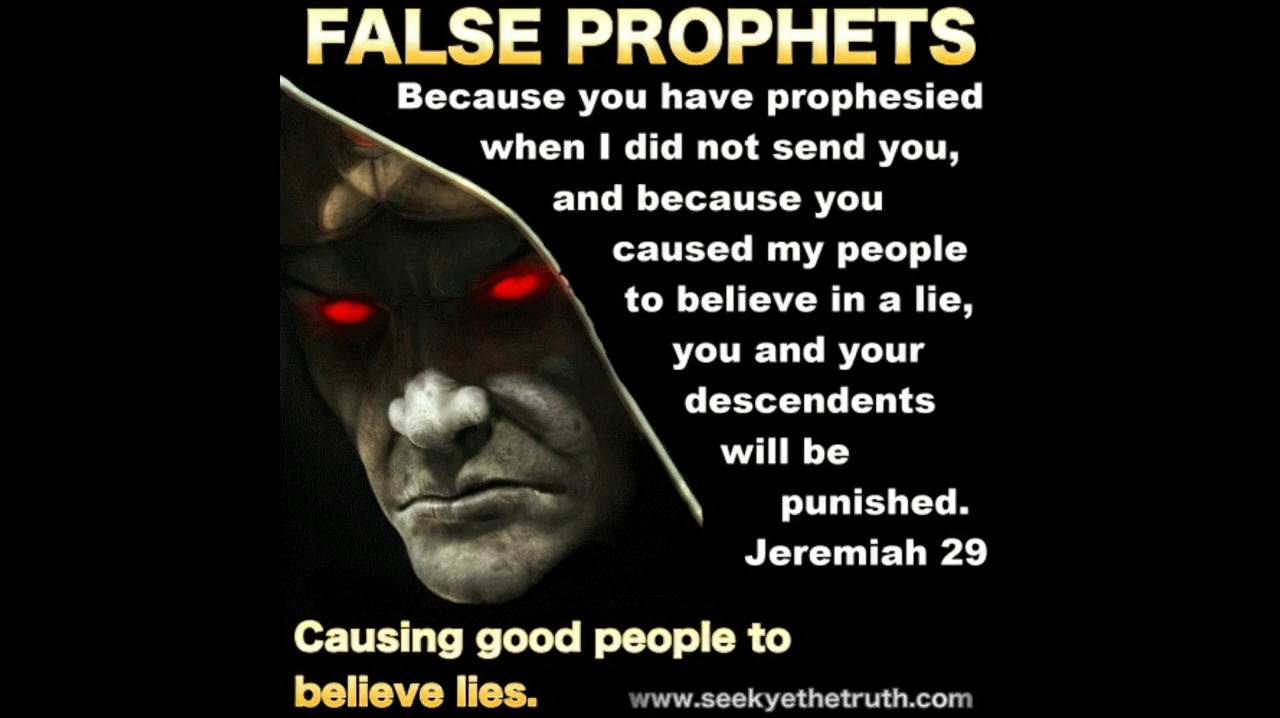 FALSE PROPHETS
Because you have prophesied
when I did not send you,
and because you
caused my people
to believe in a lie,
you and your
descendents
will be
punished.
Jeremiah 29
Causing good people to
believe lies.
www.seekyethetruth.com